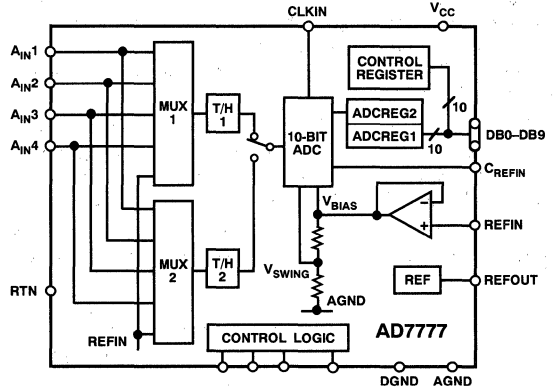 CLKIN
VCC
AIN1
AIN2
AIN3
AIN4
MUX
1
T/H
1
10-BIT
ADC
CONTROL
REGISTER
10
ADCREG2
ADCREG1
10
DB0–DB9
CREFIN
VBIAS
–
+
REFIN
MUX
2
T/H
2
VSWING
REF
REFOUT
RTN
AGND
REFIN
CONTROL LOGIC
AD7777
DGND
AGND